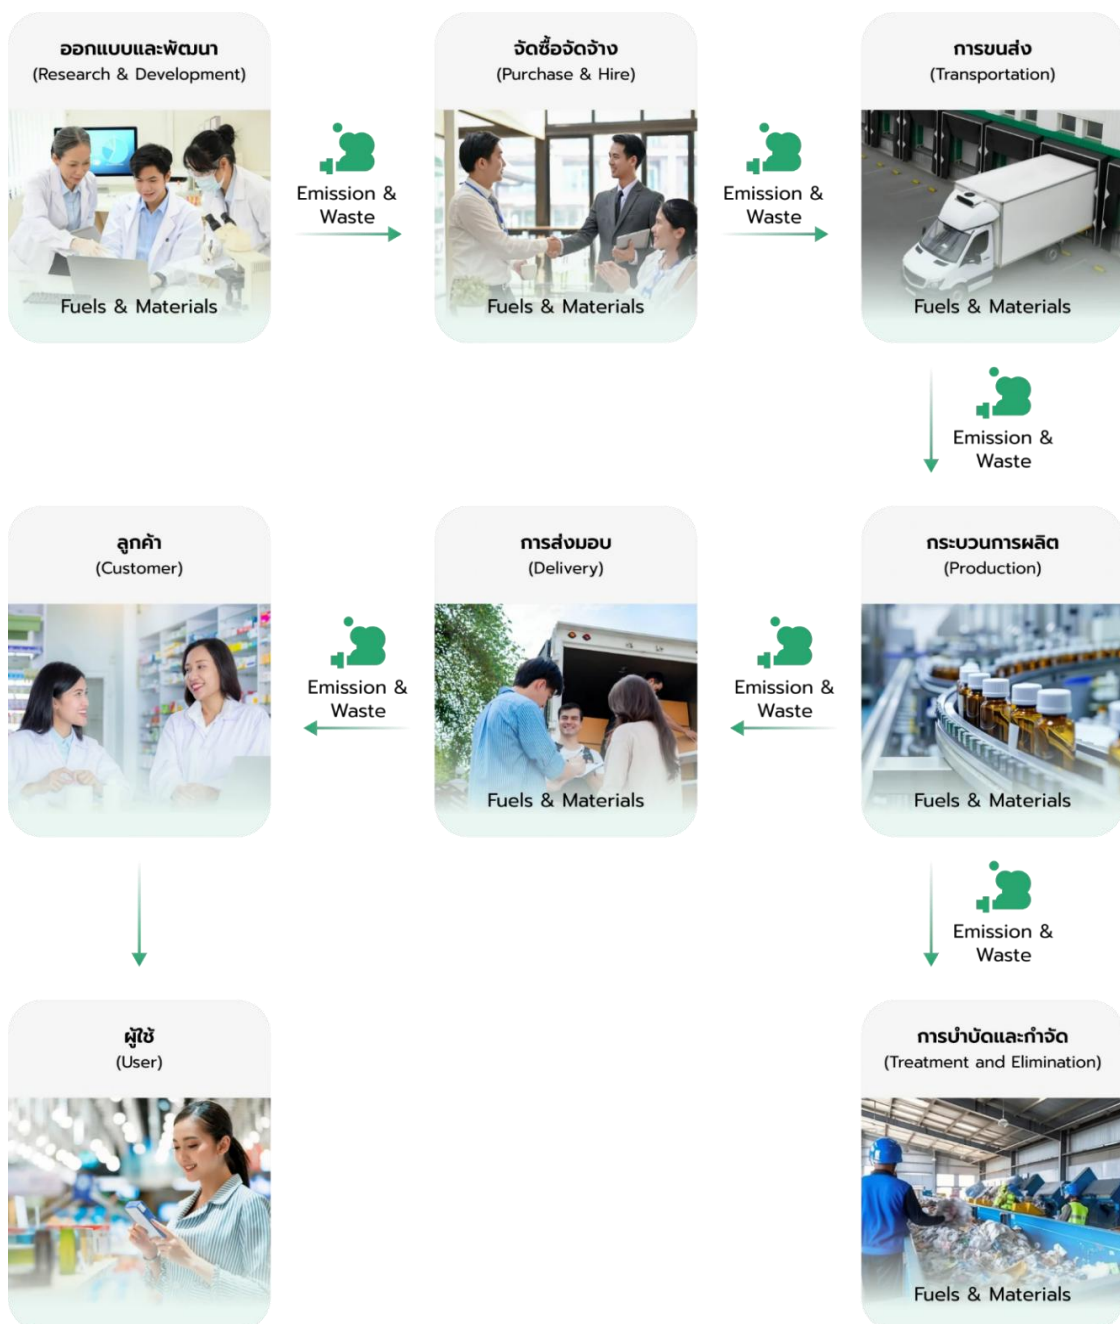 ออกแบบและพัฒนา
(Research & Development)
Fuels & Materials
Emission &
Waste
จัดซื้อจัดจ้าง
(Purchase & Hire)
Fuels & Materials
Emission &
Waste
การขนส่ง
(Transportation)
Fuels & Materials
Emission &
Waste
กระบวนการผลิต
(Production)
Fuels & Materials
Emission &
Waste
การส่งมอบ
(Delivery)
Fuels & Materials
Emission &
Waste
ลูกค้า
(Customer)
Emission &
Waste
ผู้ใช้
(User)
การบำบัดและกำจัด
(Treatment and Elimination)
Fuels & Materials